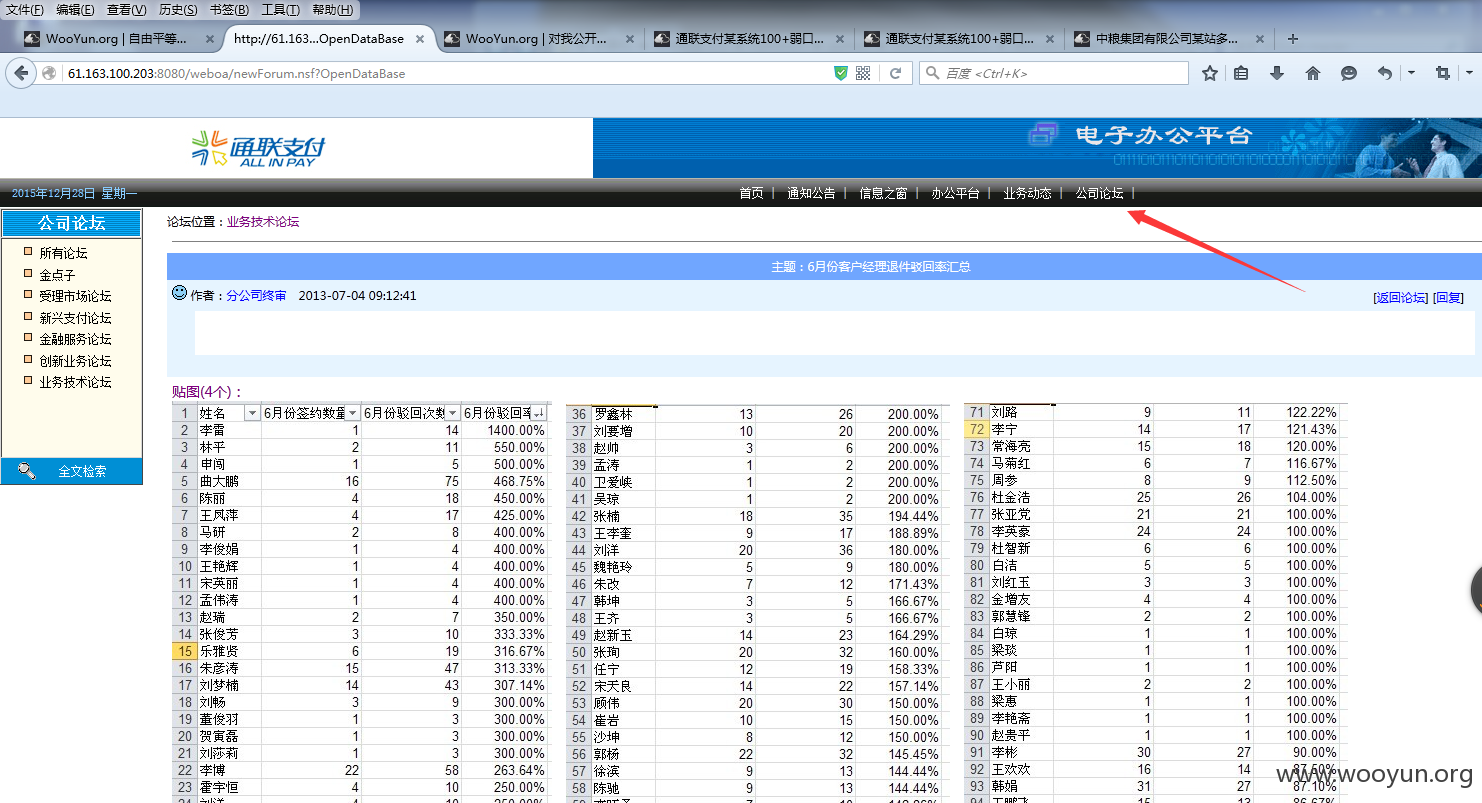 文件(F) 编辑(E) 查看(V) 历史(S) 书签(B) 工具(T) 帮助(H)
WooYun.org | 自由平等... × http://61.163...OpenDataBase × WooYun.org | 对我公开... × 通联支付某系统100+弱口... × 通联支付某系统100+弱口... × 中粮集团有限公司某站多... ×
61.163.100.203:8080/weboa/newForum.nsf?OpenDataBase 百度 <Ctrl+K>
通联支付 电子办公平台
ALL IN PAY
2015年12月28日 星期一 首页 | 通知公告 | 信息之窗 | 办公平台 | 业务动态 | 公司论坛 |
公司论坛
所有论坛
金点子
受理市场论坛
新兴支付论坛
金融服务论坛
创新业务论坛
业务技术论坛
全文检索
论坛位置：业务技术论坛
主题：6月份客户经理退件驳回率汇总
作者：分公司终审 2013-07-04 09:12:41 [返回论坛] [回复]
贴图(4个)：
1 姓名 6月份签约数量 6月份驳回次数 6月份驳回率
2 李雷 1 14 1400.00%
3 林平 2 11 550.00%
4 申闯 1 5 500.00%
5 曲大鹏 16 75 468.75%
6 陈丽 4 18 450.00%
7 王凤萍 4 17 425.00%
8 马研 2 8 400.00%
9 李俊娟 1 4 400.00%
10 王艳辉 1 4 400.00%
11 宋英丽 1 4 400.00%
12 孟伟涛 1 4 400.00%
13 赵瑞 2 7 350.00%
14 张俊芳 3 10 333.33%
15 乐雅贤 6 19 316.67%
16 朱彦涛 15 47 313.33%
17 刘梦楠 14 43 307.14%
18 刘畅 3 9 300.00%
19 董俊羽 1 3 300.00%
20 贺寅磊 1 3 300.00%
21 刘莎莉 1 3 300.00%
22 李博 22 58 263.64%
23 霍宇恒 4 10 250.00%
36 罗鑫林 13 26 200.00%
37 刘要增 10 20 200.00%
38 赵帅 3 6 200.00%
39 孟涛 1 2 200.00%
40 卫爱峡 1 2 200.00%
41 吴琼 1 2 200.00%
42 张楠 18 35 194.44%
43 王李奎 9 17 188.89%
44 刘洋 20 36 180.00%
45 魏艳玲 5 9 180.00%
46 朱改 7 12 171.43%
47 韩坤 3 5 166.67%
48 王齐 3 5 166.67%
49 赵新玉 14 23 164.29%
50 张珣 20 32 160.00%
51 任宁 12 19 158.33%
52 宋天良 14 22 157.14%
53 顾伟 20 30 150.00%
54 崔岩 10 15 150.00%
55 沙坤 8 12 150.00%
56 郭杨 22 32 145.45%
57 徐滨 9 13 144.44%
58 陈驰 9 13 144.44%
71 刘路 9 11 122.22%
72 李宁 14 17 121.43%
73 常海亮 15 18 120.00%
74 马菊红 6 7 116.67%
75 周参 8 9 112.50%
76 杜金浩 25 26 104.00%
77 张亚党 21 21 100.00%
78 李英豪 24 24 100.00%
79 杜智新 6 6 100.00%
80 白洁 5 5 100.00%
81 刘红玉 3 3 100.00%
82 金增友 4 4 100.00%
83 郭慧锋 2 2 100.00%
84 白琼 1 1 100.00%
85 梁琰 1 1 100.00%
86 芦阳 1 1 100.00%
87 王小丽 2 2 100.00%
88 梁惠 1 1 100.00%
89 李艳斋 1 1 100.00%
90 赵贵平 1 1 100.00%
91 李彬 30 27 90.00%
92 王欢欢 16 14 87.50%
93 韩娟 31 27 87.10%
www.wooyun.org